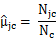 μ̂jc = Njc / Nc